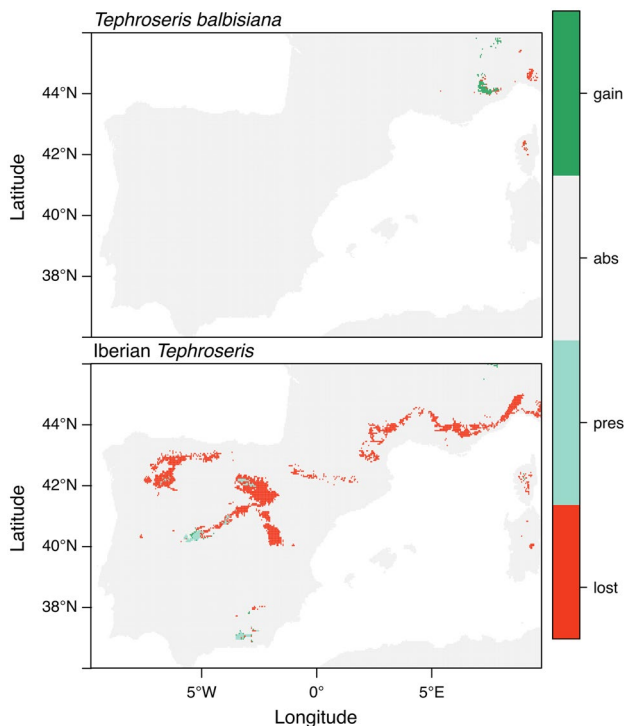 Tephroseris balbisiana
44°N
42°N
40°N
38°N
Latitude
Iberian Tephroseris
44°N
42°N
40°N
38°N
Latitude
5°W
0°
5°E
Longitude
gain
abs
pres
lost